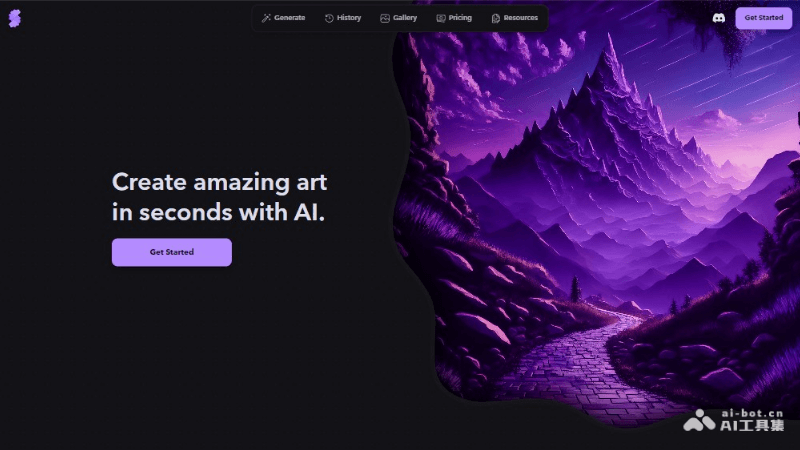 Generate
History
Gallery
Pricing
Resources
Get Started
Create amazing art
in seconds with AI.
Get Started
ai-bot.cn
AI工具集